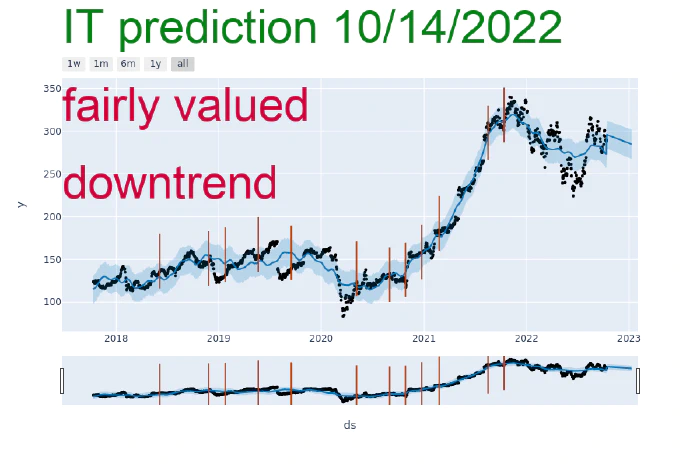 IT prediction 10/14/2022
1w 1m 6m 1y all
fairly valued
downtrend
350
300
250
200
150
100
y
2018 2019 2020 2021 2022 2023
ds